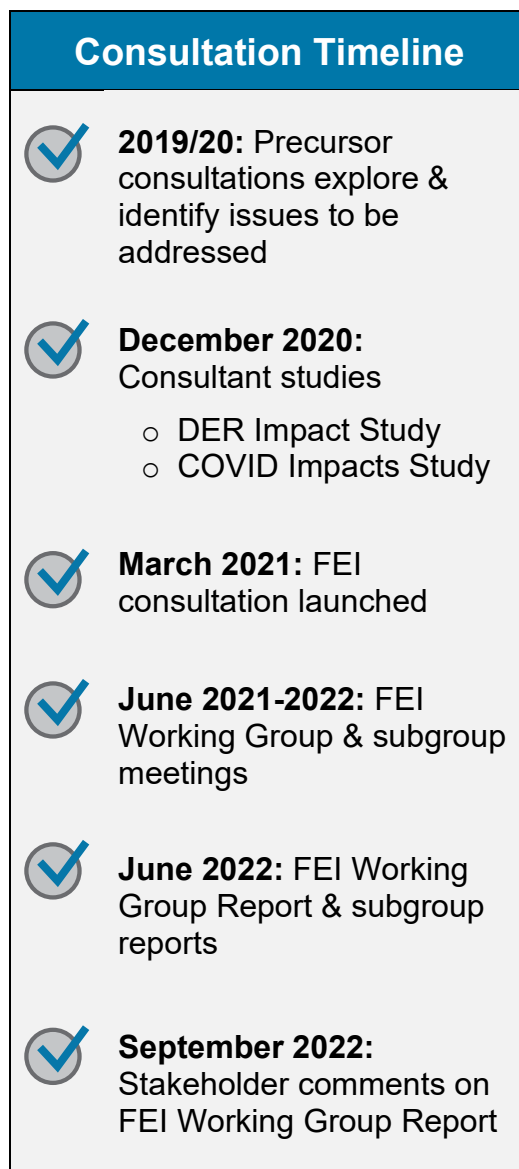 Consultation Timeline
2019/20: Precursor
consultations explore &
identify issues to be
addressed
December 2020:
Consultant studies
o DER Impact Study
o COVID Impacts Study
March 2021: FEI
consultation launched
June 2021-2022: FEI
Working Group & subgroup
meetings
June 2022: FEI Working
Group Report & subgroup
reports
September 2022:
Stakeholder comments on
FEI Working Group Report